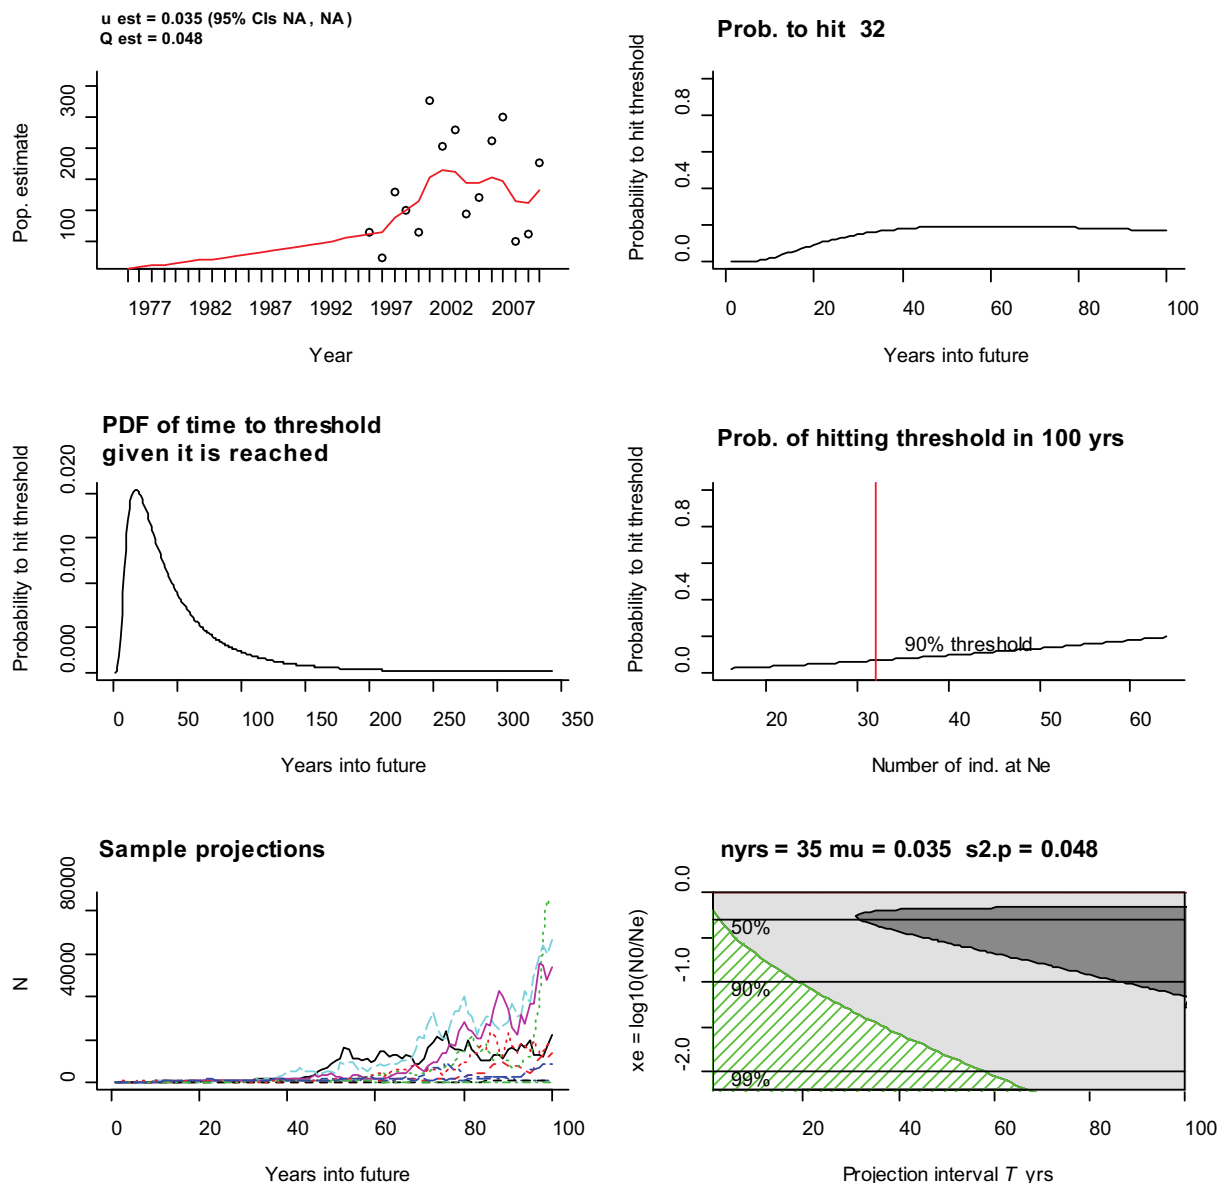 u est = 0.035 (95% CIs NA, NA)
Q est = 0.048
Pop. estimate
100 200 300
1977 1982 1987 1992 1997 2002 2007
Year
Prob. to hit 32
Probability to hit threshold
0.0 0.4 0.8
0 20 40 60 80 100
Years into future
PDF of time to threshold
given it is reached
Probability to hit threshold
0.000 0.010 0.020
0 50 100 150 200 250 300 350
Years into future
Prob. of hitting threshold in 100 yrs
Probability to hit threshold
0.0 0.4 0.8
90% threshold
20 30 40 50 60
Number of ind. at Ne
Sample projections
N
0 40000 80000
0 20 40 60 80 100
Years into future
nyrs = 35 mu = 0.035 s2.p = 0.048
xe = log10(N0/Ne)
-2.0 -1.0 0.0
50%
90%
99%
20 40 60 80 100
Projection interval T yrs